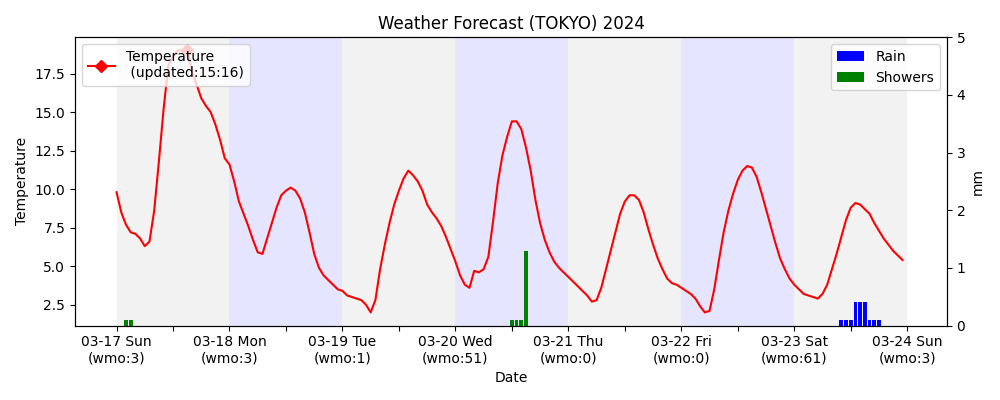 Weather Forecast (TOKYO) 2024
Temperature
(updated:15:16)
Rain
Showers
17.5
15.0
12.5
10.0
7.5
5.0
2.5
Temperature
5
4
3
2
1
0
mm
03-17 Sun
(wmo:3)
03-18 Mon
(wmo:3)
03-19 Tue
(wmo:1)
03-20 Wed
(wmo:51)
03-21 Thu
(wmo:0)
03-22 Fri
(wmo:0)
03-23 Sat
(wmo:61)
03-24 Sun
(wmo:3)
Date